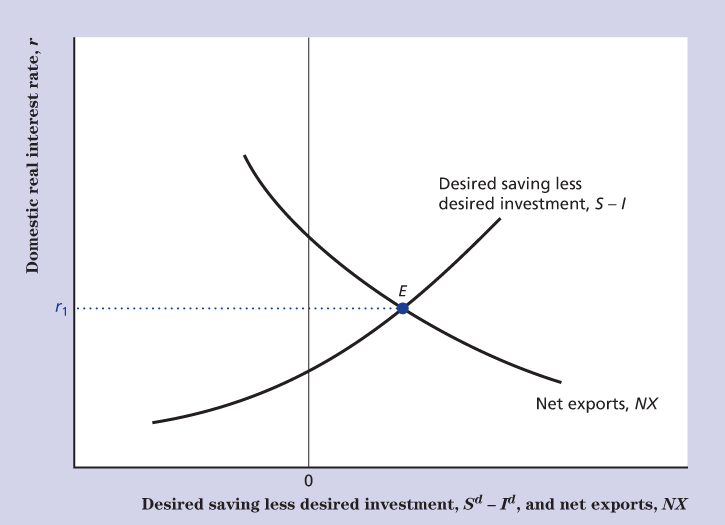 Domestic real interest rate, r
Desired saving less
desired investment, S – I
E
r1
Net exports, NX
0
Desired saving less desired investment, Sd – Id, and net exports, NX